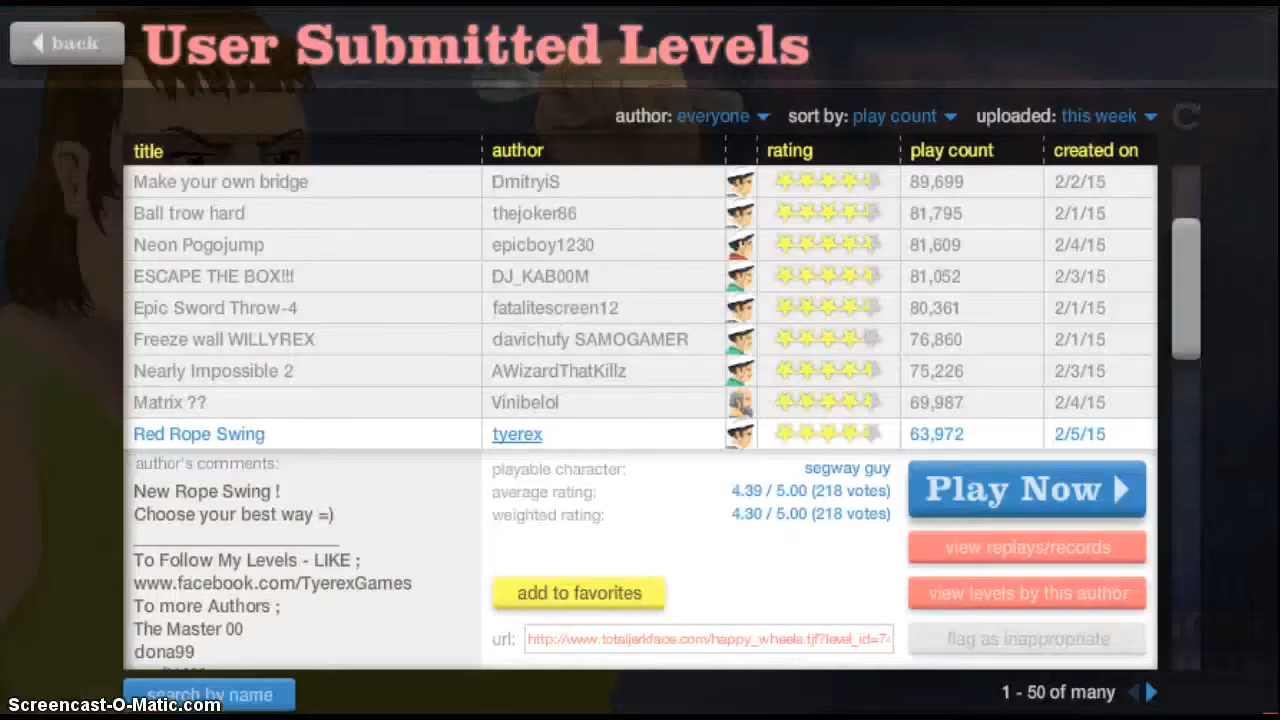 back
User Submitted Levels
author: everyone sort by: play count uploaded: this week
title author rating play count created on
Make your own bridge DmitryiS 89,699 2/2/15
Ball trow hard thejoker86 81,795 2/1/15
Neon Pogojump epicboy1230 81,609 2/4/15
ESCAPE THE BOX!!! DJ_KAB00M 81,052 2/3/15
Epic Sword Throw-4 fatalitescreen12 80,361 2/1/15
Freeze wall WILLYREX davichufy SAMOGAMER 76,860 2/1/15
Nearly Impossible 2 AWizardThatKillz 75,226 2/3/15
Matrix ?? Vinibelol 69,987 2/4/15
Red Rope Swing tyerex 63,972 2/5/15
author's comments:
New Rope Swing !
Choose your best way =)
____________________
To Follow My Levels - LIKE ;
www.facebook.com/TyerexGames
To more Authors ;
The Master 00
dona99
playable character: segway guy
average rating: 4.39 / 5.00 (218 votes)
weighted rating: 4.30 / 5.00 (218 votes)
add to favorites
url: http://www.totaljerkface.com/happy_wheels.tjf?level_id=74
Play Now
view replays/records
view levels by this author
flag as inappropriate
search by name
1 - 50 of many
Screencast-O-Matic.com